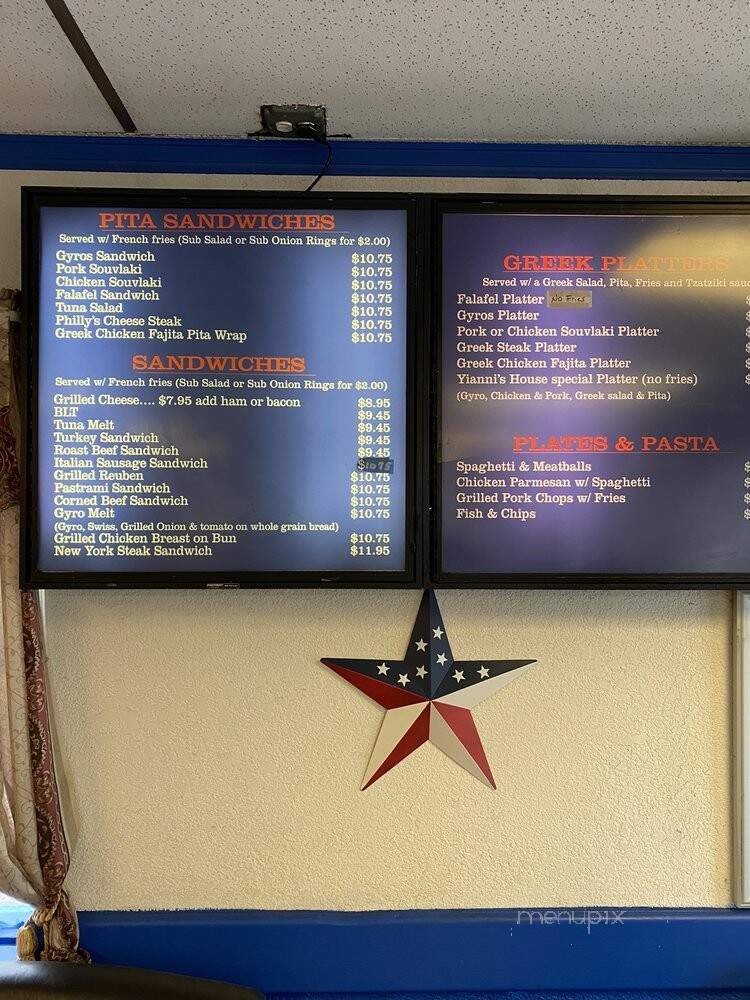 PITA SANDWICHES
Served w/ French fries (Sub Salad or Sub Onion Rings for $2.00)
Gyros Sandwich $10.75
Pork Souvlaki $10.75
Chicken Souvlaki $10.75
Falafel Sandwich $10.75
Tuna Salad $10.75
Philly's Cheese Steak $10.75
Greek Chicken Fajita Pita Wrap $10.75
SANDWICHES
Served w/ French fries (Sub Salad or Sub Onion Rings for $2.00)
Grilled Cheese.... $7.95 add ham or bacon $8.95
BLT $9.45
Tuna Melt $9.45
Turkey Sandwich $9.45
Roast Beef Sandwich $9.45
Italian Sausage Sandwich $10.75
Grilled Reuben $10.75
Pastrami Sandwich $10.75
Corned Beef Sandwich $10.75
Gyro Melt $10.75
(Gyro, Swiss, Grilled Onion & tomato on whole grain bread)
Grilled Chicken Breast on Bun $10.75
New York Steak Sandwich $11.95
GREEK PLATTERS
Served w/ a Greek Salad, Pita, Fries and Tzatziki sauc
Falafel Platter No Fries
Gyros Platter $
Pork or Chicken Souvlaki Platter $
Greek Steak Platter $
Greek Chicken Fajita Platter $
Yianni's House special Platter (no fries) $
(Gyro, Chicken & Pork, Greek salad & Pita)
PLATES & PASTA
Spaghetti & Meatballs $
Chicken Parmesan w/ Spaghetti $
Grilled Pork Chops w/ Fries $
Fish & Chips $
menupix